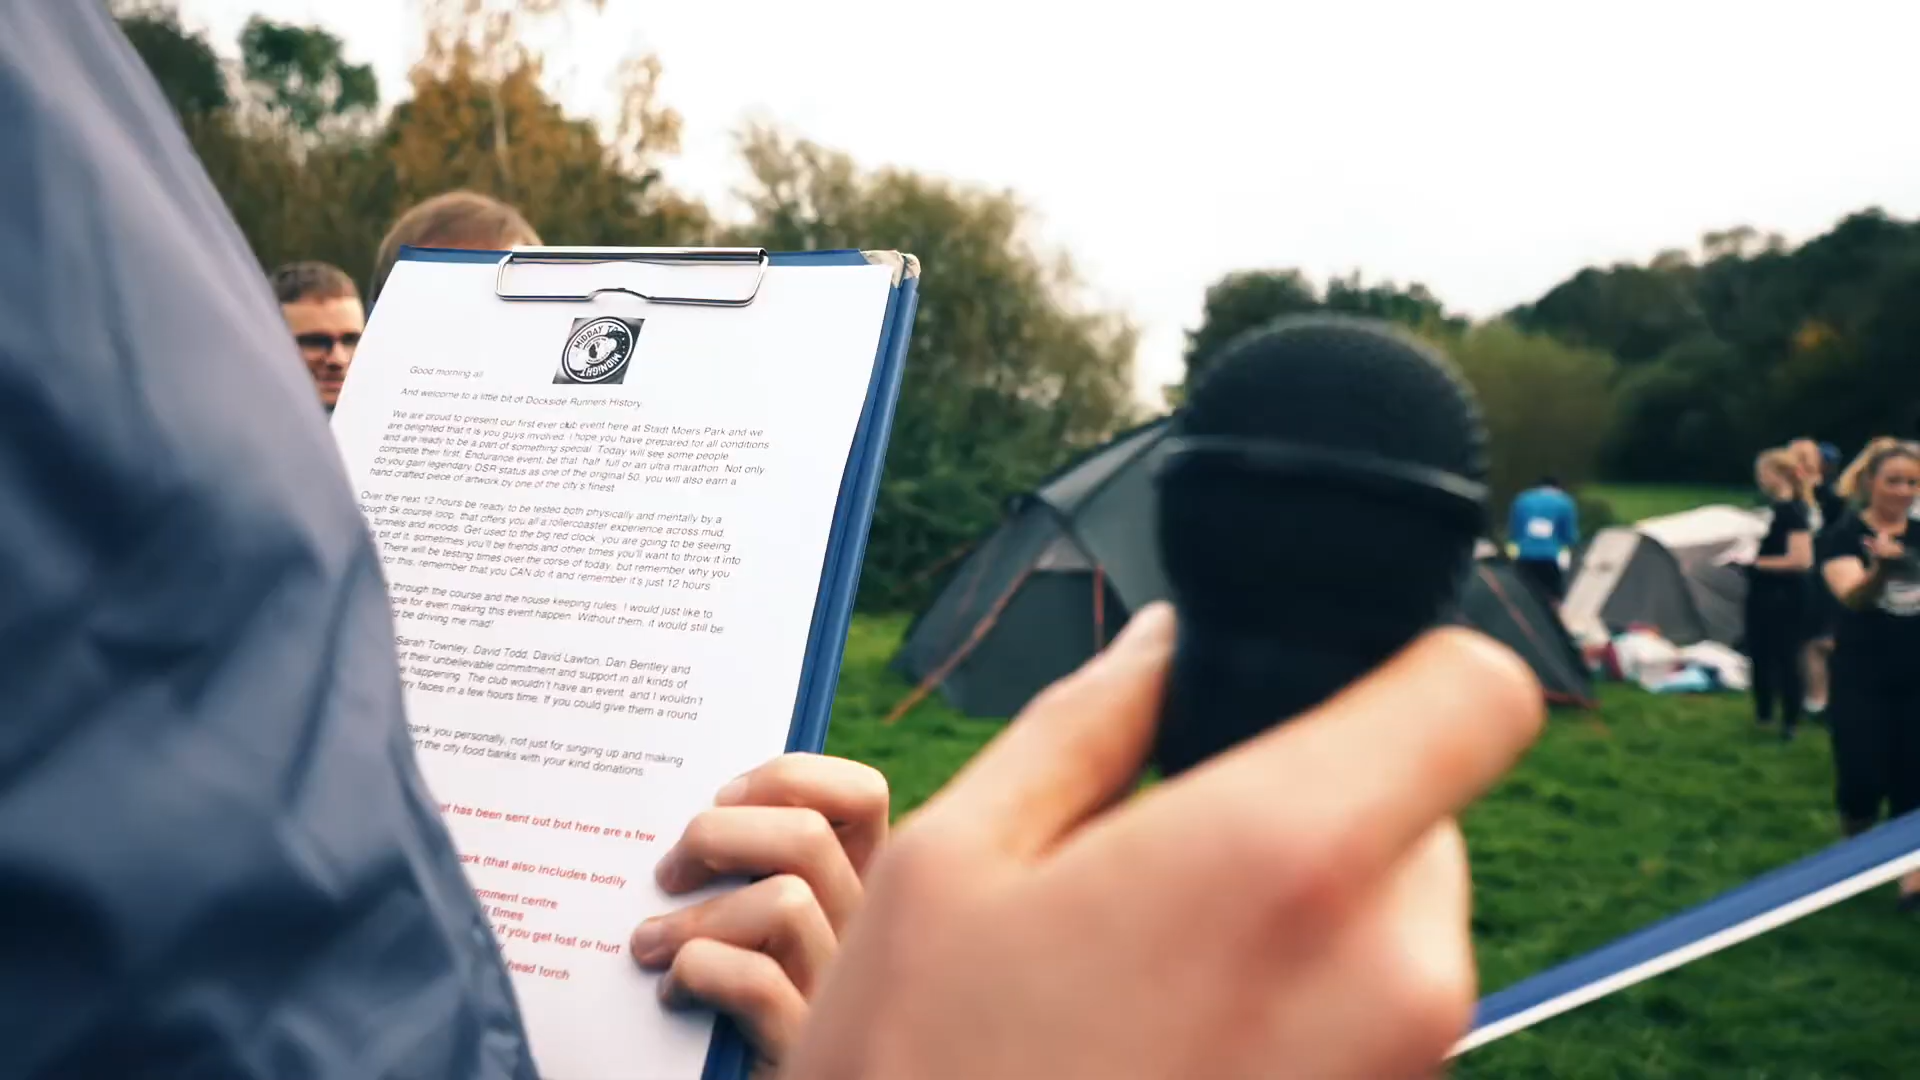 MIDDAY TO
MIDNIGHT
Good morning all
And welcome to a little bit of Dockside Runners History.
We are proud to present our first ever club event here at Stadt Moers Park and we
are delighted that it is you guys involved. I hope you have prepared for all conditions
and are ready to be a part of something special. Today will see some people
complete their first. Endurance event, be that, half, full or an ultra marathon. Not only
do you gain legendary DSR status as one of the original 50, you will also earn a
hand crafted piece of artwork by one of the city's finest
Over the next 12 hours be ready to be tested both physically and mentally by a
ough 5k course loop, that offers you all a rollercoaster experience across mud,
tunnels and woods. Get used to the big red clock, you are going to be seeing
a bit of it, sometimes you'll be friends and other times you'll want to throw it into
There will be testing times over the corse of today, but remember why you
for this, remember that you CAN do it and remember it's just 12 hours
through the course and the house keeping rules, I would just like to
ple for even making this event happen. Without them, it would still be
d be driving me mad!
Sarah Townley, David Todd, David Lawton, Dan Bentley and
ut their unbelievable commitment and support in all kinds of
s happening. The club wouldn't have an event, and I wouldn't
rry faces in a few hours time. If you could give them a round
hank you personally, not just for singing up and making
rt the city food banks with your kind donations
at has been sent out but here are a few
ark (that also includes bodily
onment centre
ll times
if you get lost or hurt
y
head torch